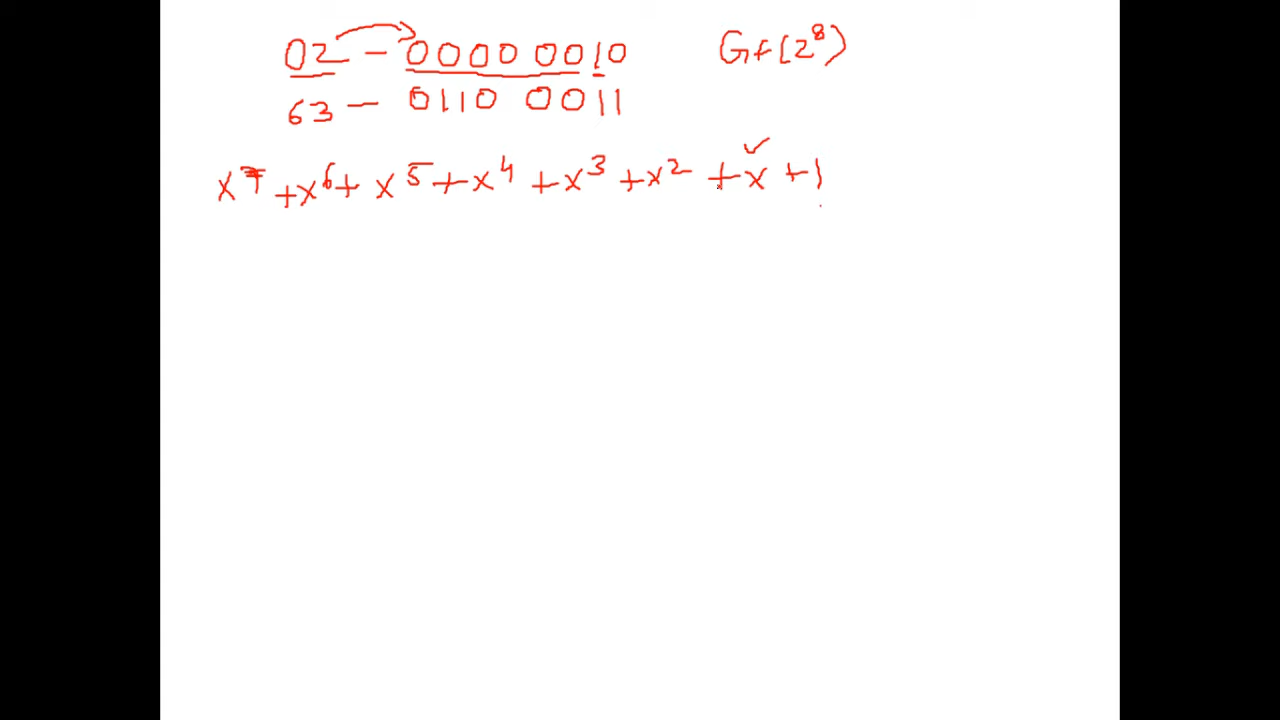 02 - 0000 0010 GF(2^8)
63 - 0110 0011
x^7 + x^6 + x^5 + x^4 + x^3 + x^2 + x + 1